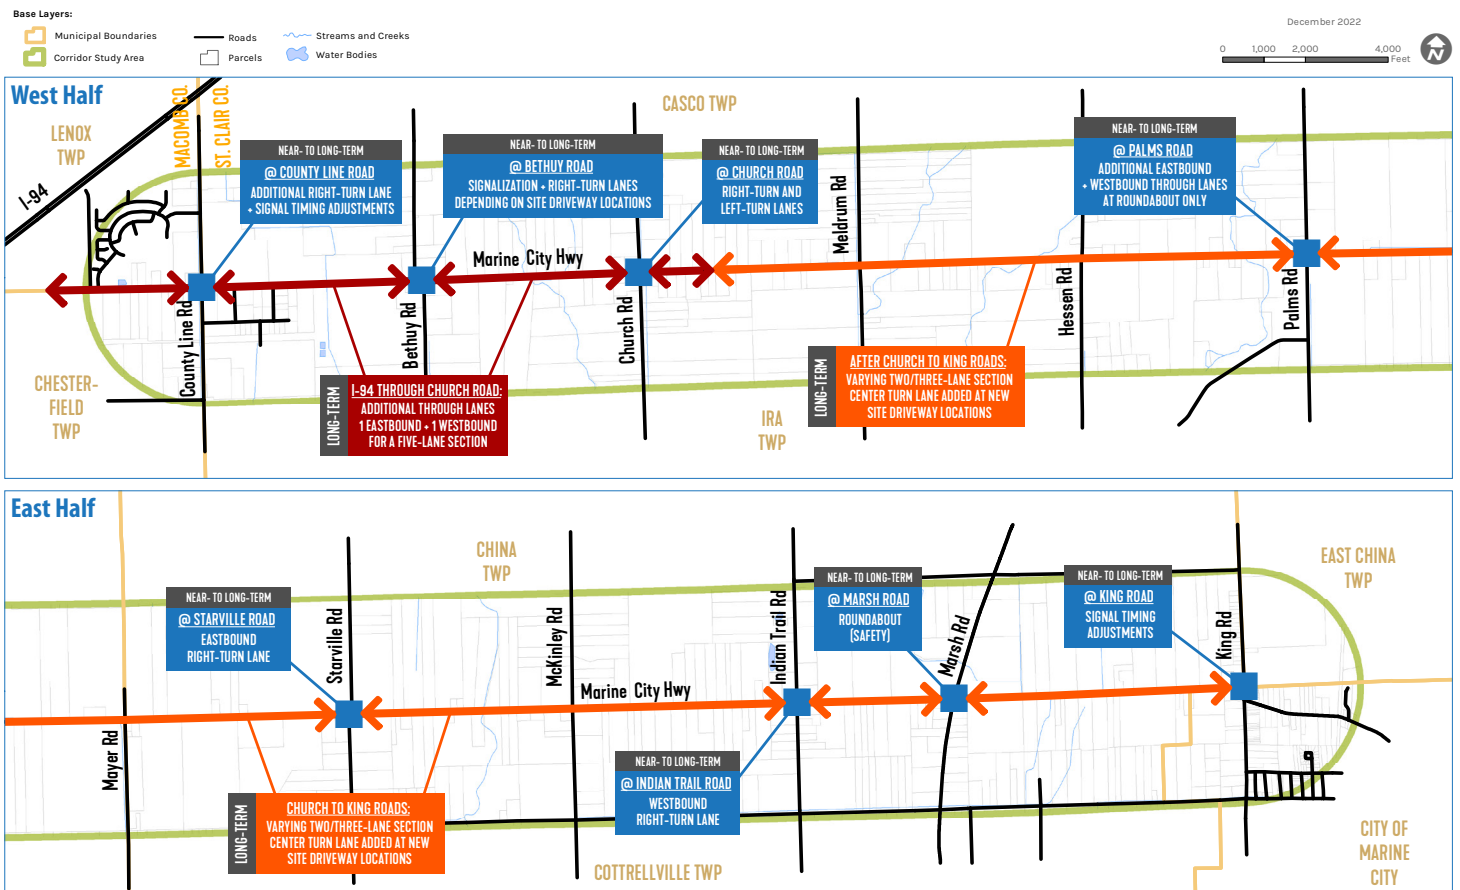 Base Layers:
Municipal Boundaries
Roads
Streams and Creeks
Corridor Study Area
Parcels
Water Bodies
December 2022
0 1,000 2,000 4,000
Feet
N
West Half
LENOX
TWP
MACOMB CO.
ST. CLAIR CO.
CASCO TWP
I-94
NEAR- TO LONG-TERM
@ COUNTY LINE ROAD
ADDITIONAL RIGHT-TURN LANE
+ SIGNAL TIMING ADJUSTMENTS
NEAR- TO LONG-TERM
@ BETHUY ROAD
SIGNALIZATION + RIGHT-TURN LANES
DEPENDING ON SITE DRIVEWAY LOCATIONS
NEAR- TO LONG-TERM
@ CHURCH ROAD
RIGHT-TURN AND
LEFT-TURN LANES
NEAR- TO LONG-TERM
@ PALMS ROAD
ADDITIONAL EASTBOUND
+ WESTBOUND THROUGH LANES
AT ROUNDABOUT ONLY
Meldrum Rd
Marine City Hwy
County Line Rd
Bethuy Rd
Church Rd
Hessen Rd
Palms Rd
CHESTER-
FIELD
TWP
LONG-TERM
I-94 THROUGH CHURCH ROAD:
ADDITIONAL THROUGH LANES
1 EASTBOUND + 1 WESTBOUND
FOR A FIVE-LANE SECTION
IRA
TWP
LONG-TERM
AFTER CHURCH TO KING ROADS:
VARYING TWO/THREE-LANE SECTION
CENTER TURN LANE ADDED AT NEW
SITE DRIVEWAY LOCATIONS
East Half
CHINA
TWP
EAST CHINA
TWP
NEAR- TO LONG-TERM
@ STARVILLE ROAD
EASTBOUND
RIGHT-TURN LANE
NEAR- TO LONG-TERM
@ MARSH ROAD
ROUNDABOUT
(SAFETY)
NEAR- TO LONG-TERM
@ KING ROAD
SIGNAL TIMING
ADJUSTMENTS
Starville Rd
McKinley Rd
Indian Trail Rd
Marsh Rd
King Rd
Marine City Hwy
Mayer Rd
NEAR- TO LONG-TERM
@ INDIAN TRAIL ROAD
WESTBOUND
RIGHT-TURN LANE
LONG-TERM
CHURCH TO KING ROADS:
VARYING TWO/THREE-LANE SECTION
CENTER TURN LANE ADDED AT NEW
SITE DRIVEWAY LOCATIONS
COTTRELLVILLE TWP
CITY OF
MARINE
CITY